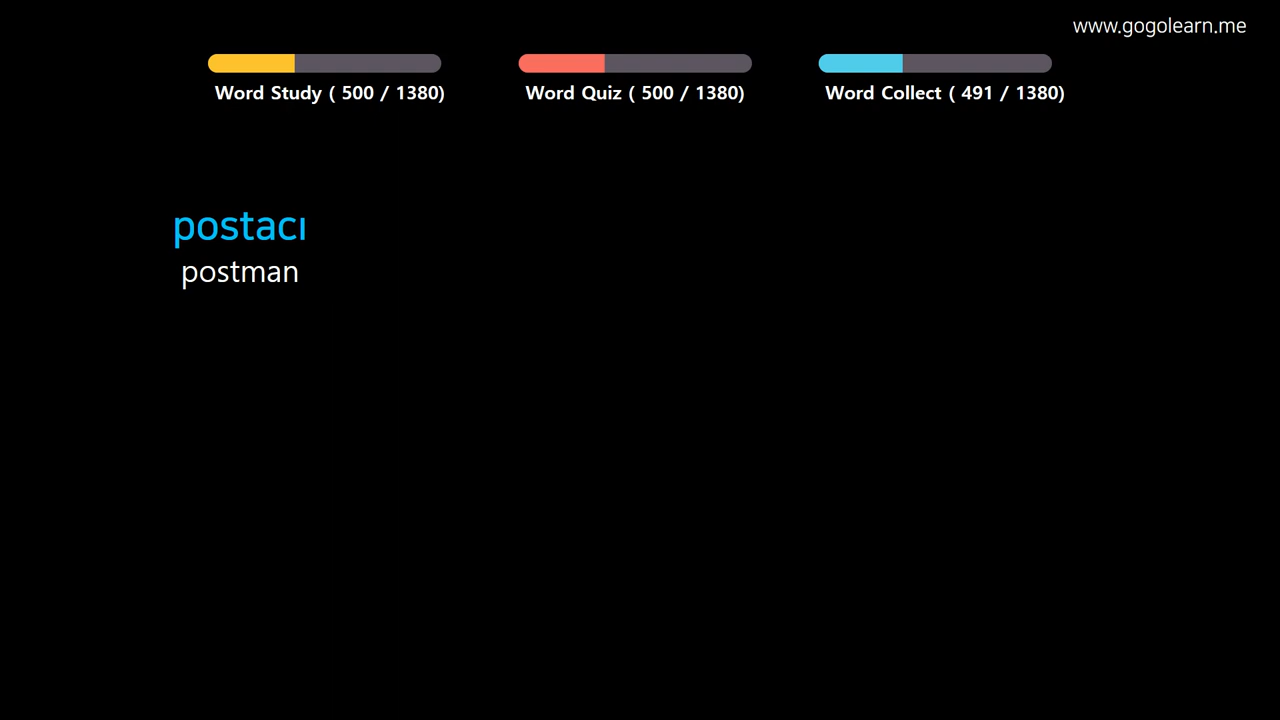 www.gogolearn.me
Word Study ( 500 / 1380)
Word Quiz ( 500 / 1380)
Word Collect ( 491 / 1380)
postacı
postman